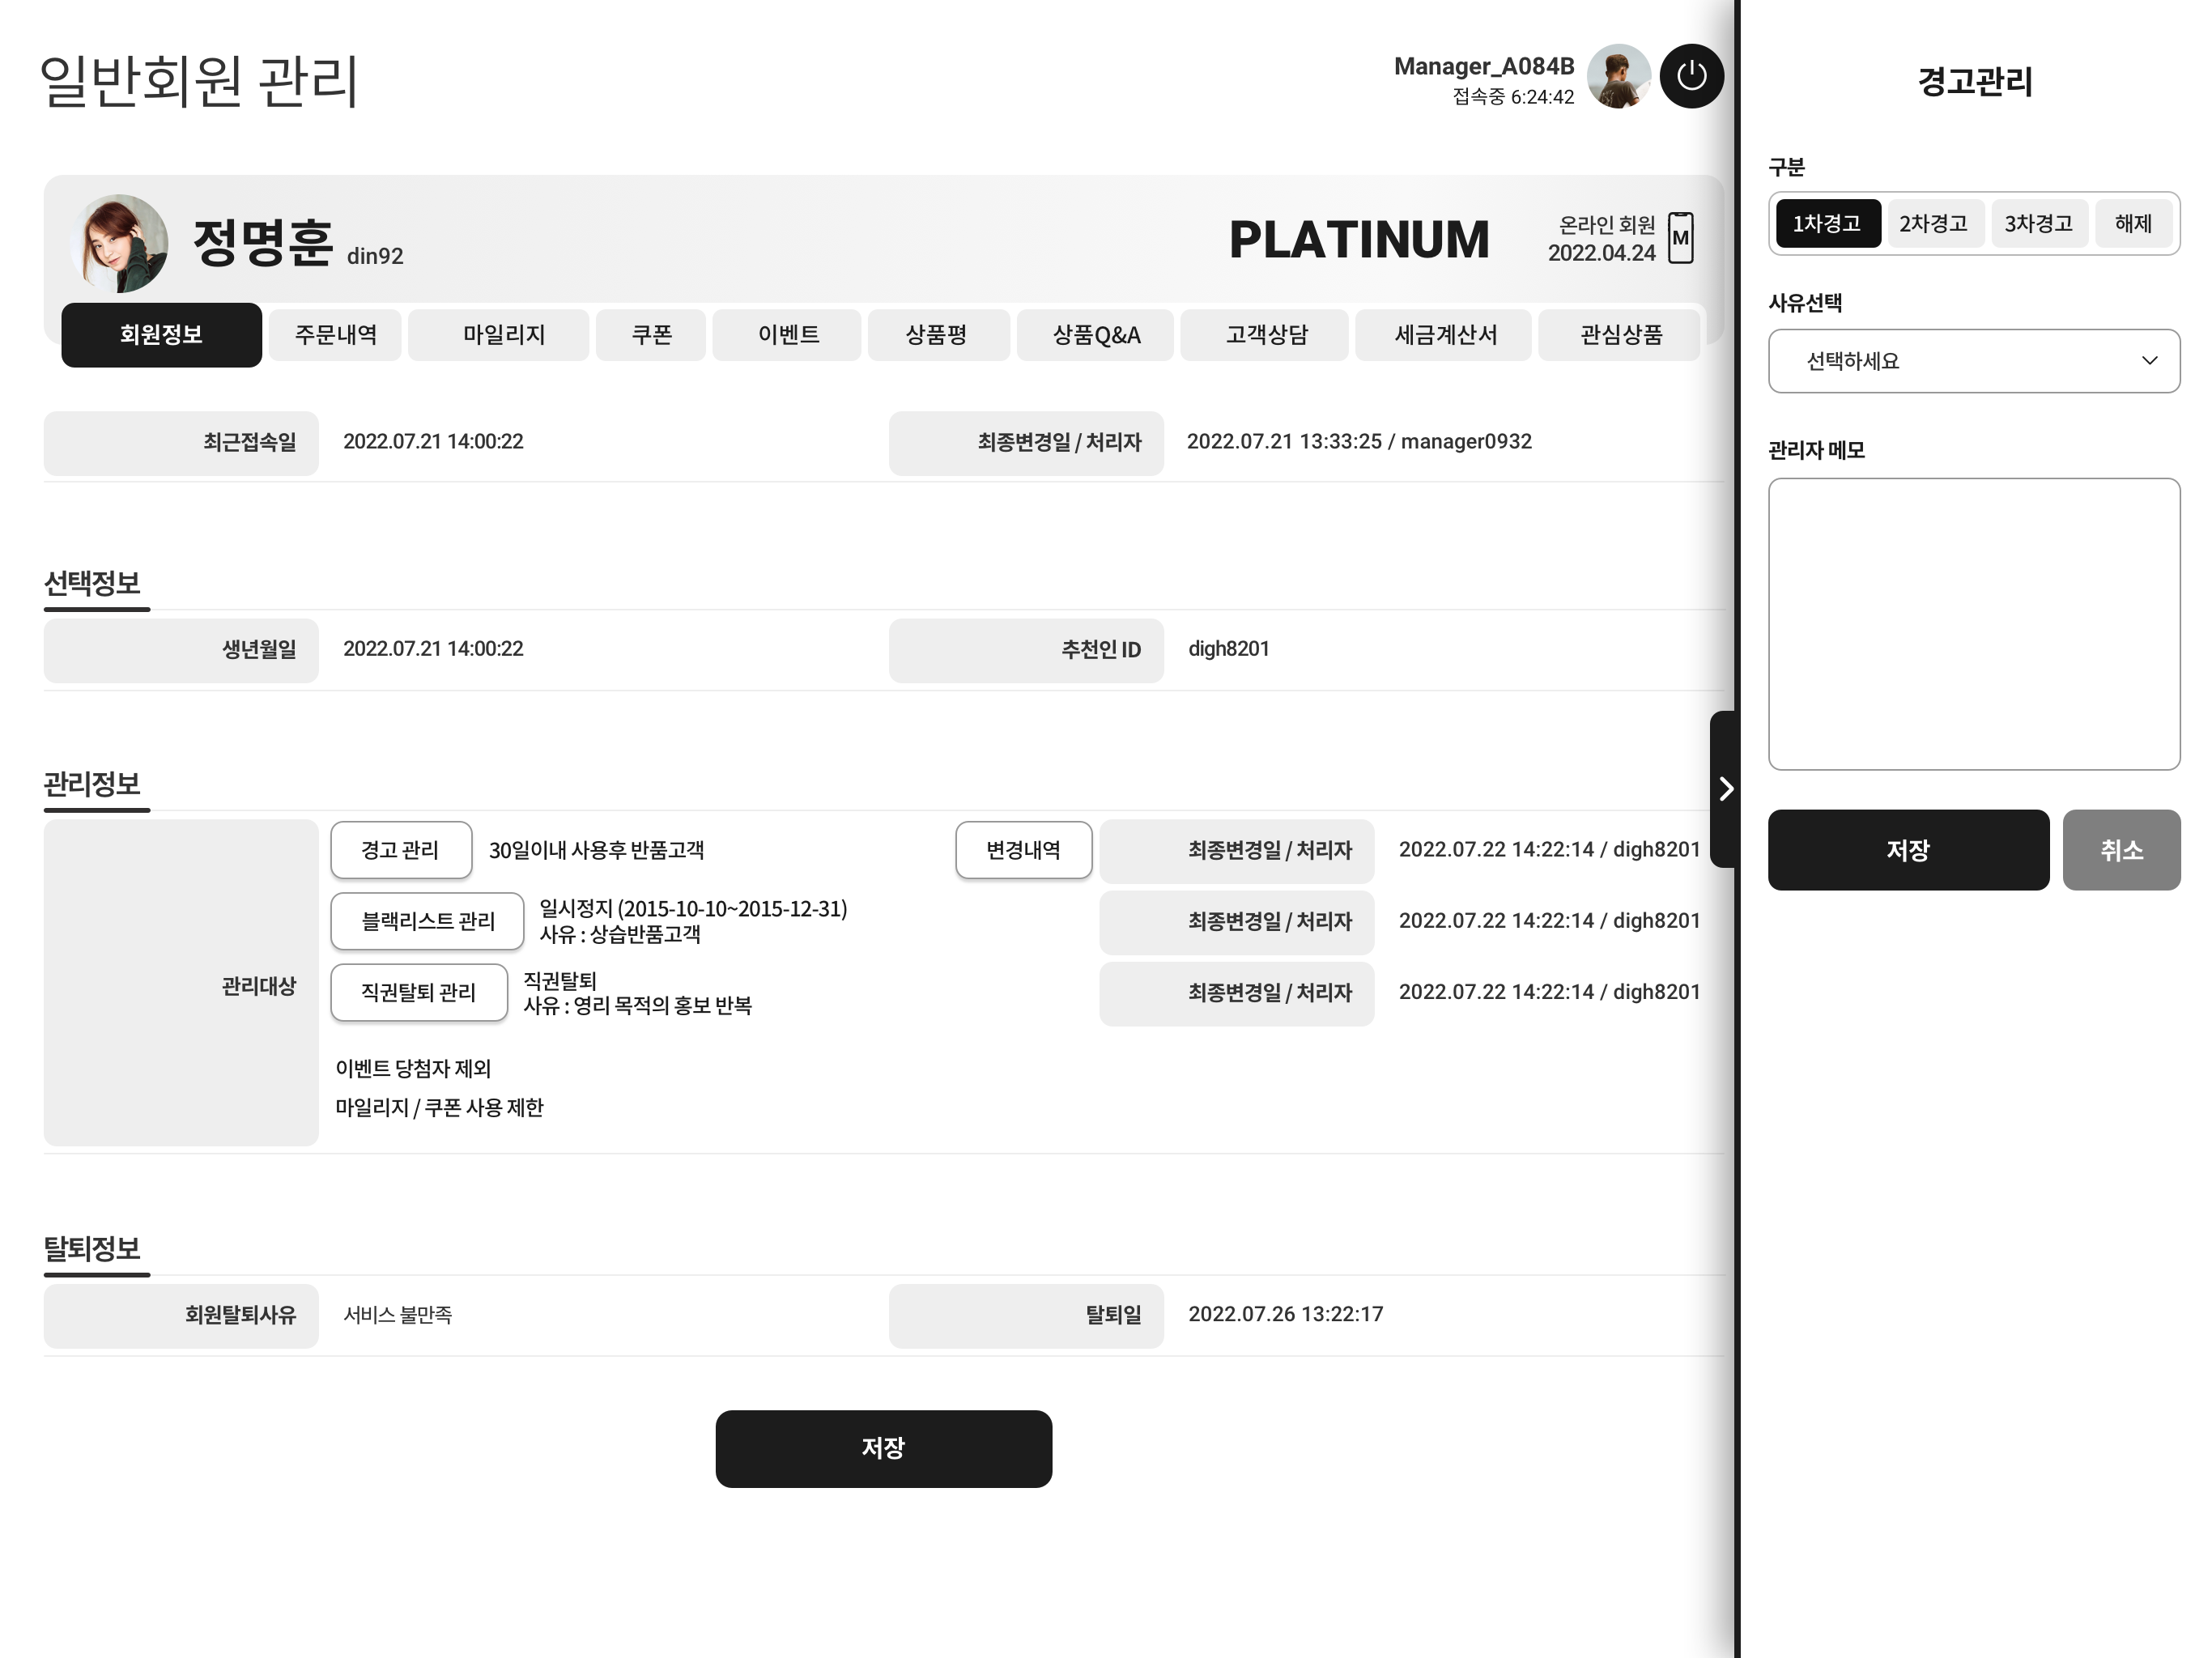 일반회원 관리
Manager_A084B
접속중 6:24:42
정명훈 din92
PLATINUM
온라인 회원
2022.04.24
M
회원정보 주문내역 마일리지 쿠폰 이벤트 상품평 상품Q&A 고객상담 세금계산서 관심상품
최근접속일 2022.07.21 14:00:22 최종변경일 / 처리자 2022.07.21 13:33:25 / manager0932
선택정보
생년월일 2022.07.21 14:00:22 추천인 ID digh8201
관리정보
관리대상
경고 관리 30일이내 사용후 반품고객 변경내역 최종변경일 / 처리자 2022.07.22 14:22:14 / digh8201
블랙리스트 관리 일시정지 (2015-10-10~2015-12-31)
사유 : 상습반품고객
최종변경일 / 처리자 2022.07.22 14:22:14 / digh8201
직권탈퇴 관리 직권탈퇴
사유 : 영리 목적의 홍보 반복
최종변경일 / 처리자 2022.07.22 14:22:14 / digh8201
이벤트 당첨자 제외
마일리지 / 쿠폰 사용 제한
탈퇴정보
회원탈퇴사유 서비스 불만족 탈퇴일 2022.07.26 13:22:17
저장
경고관리
구분
1차경고 2차경고 3차경고 해제
사유선택
선택하세요
관리자 메모
저장 취소